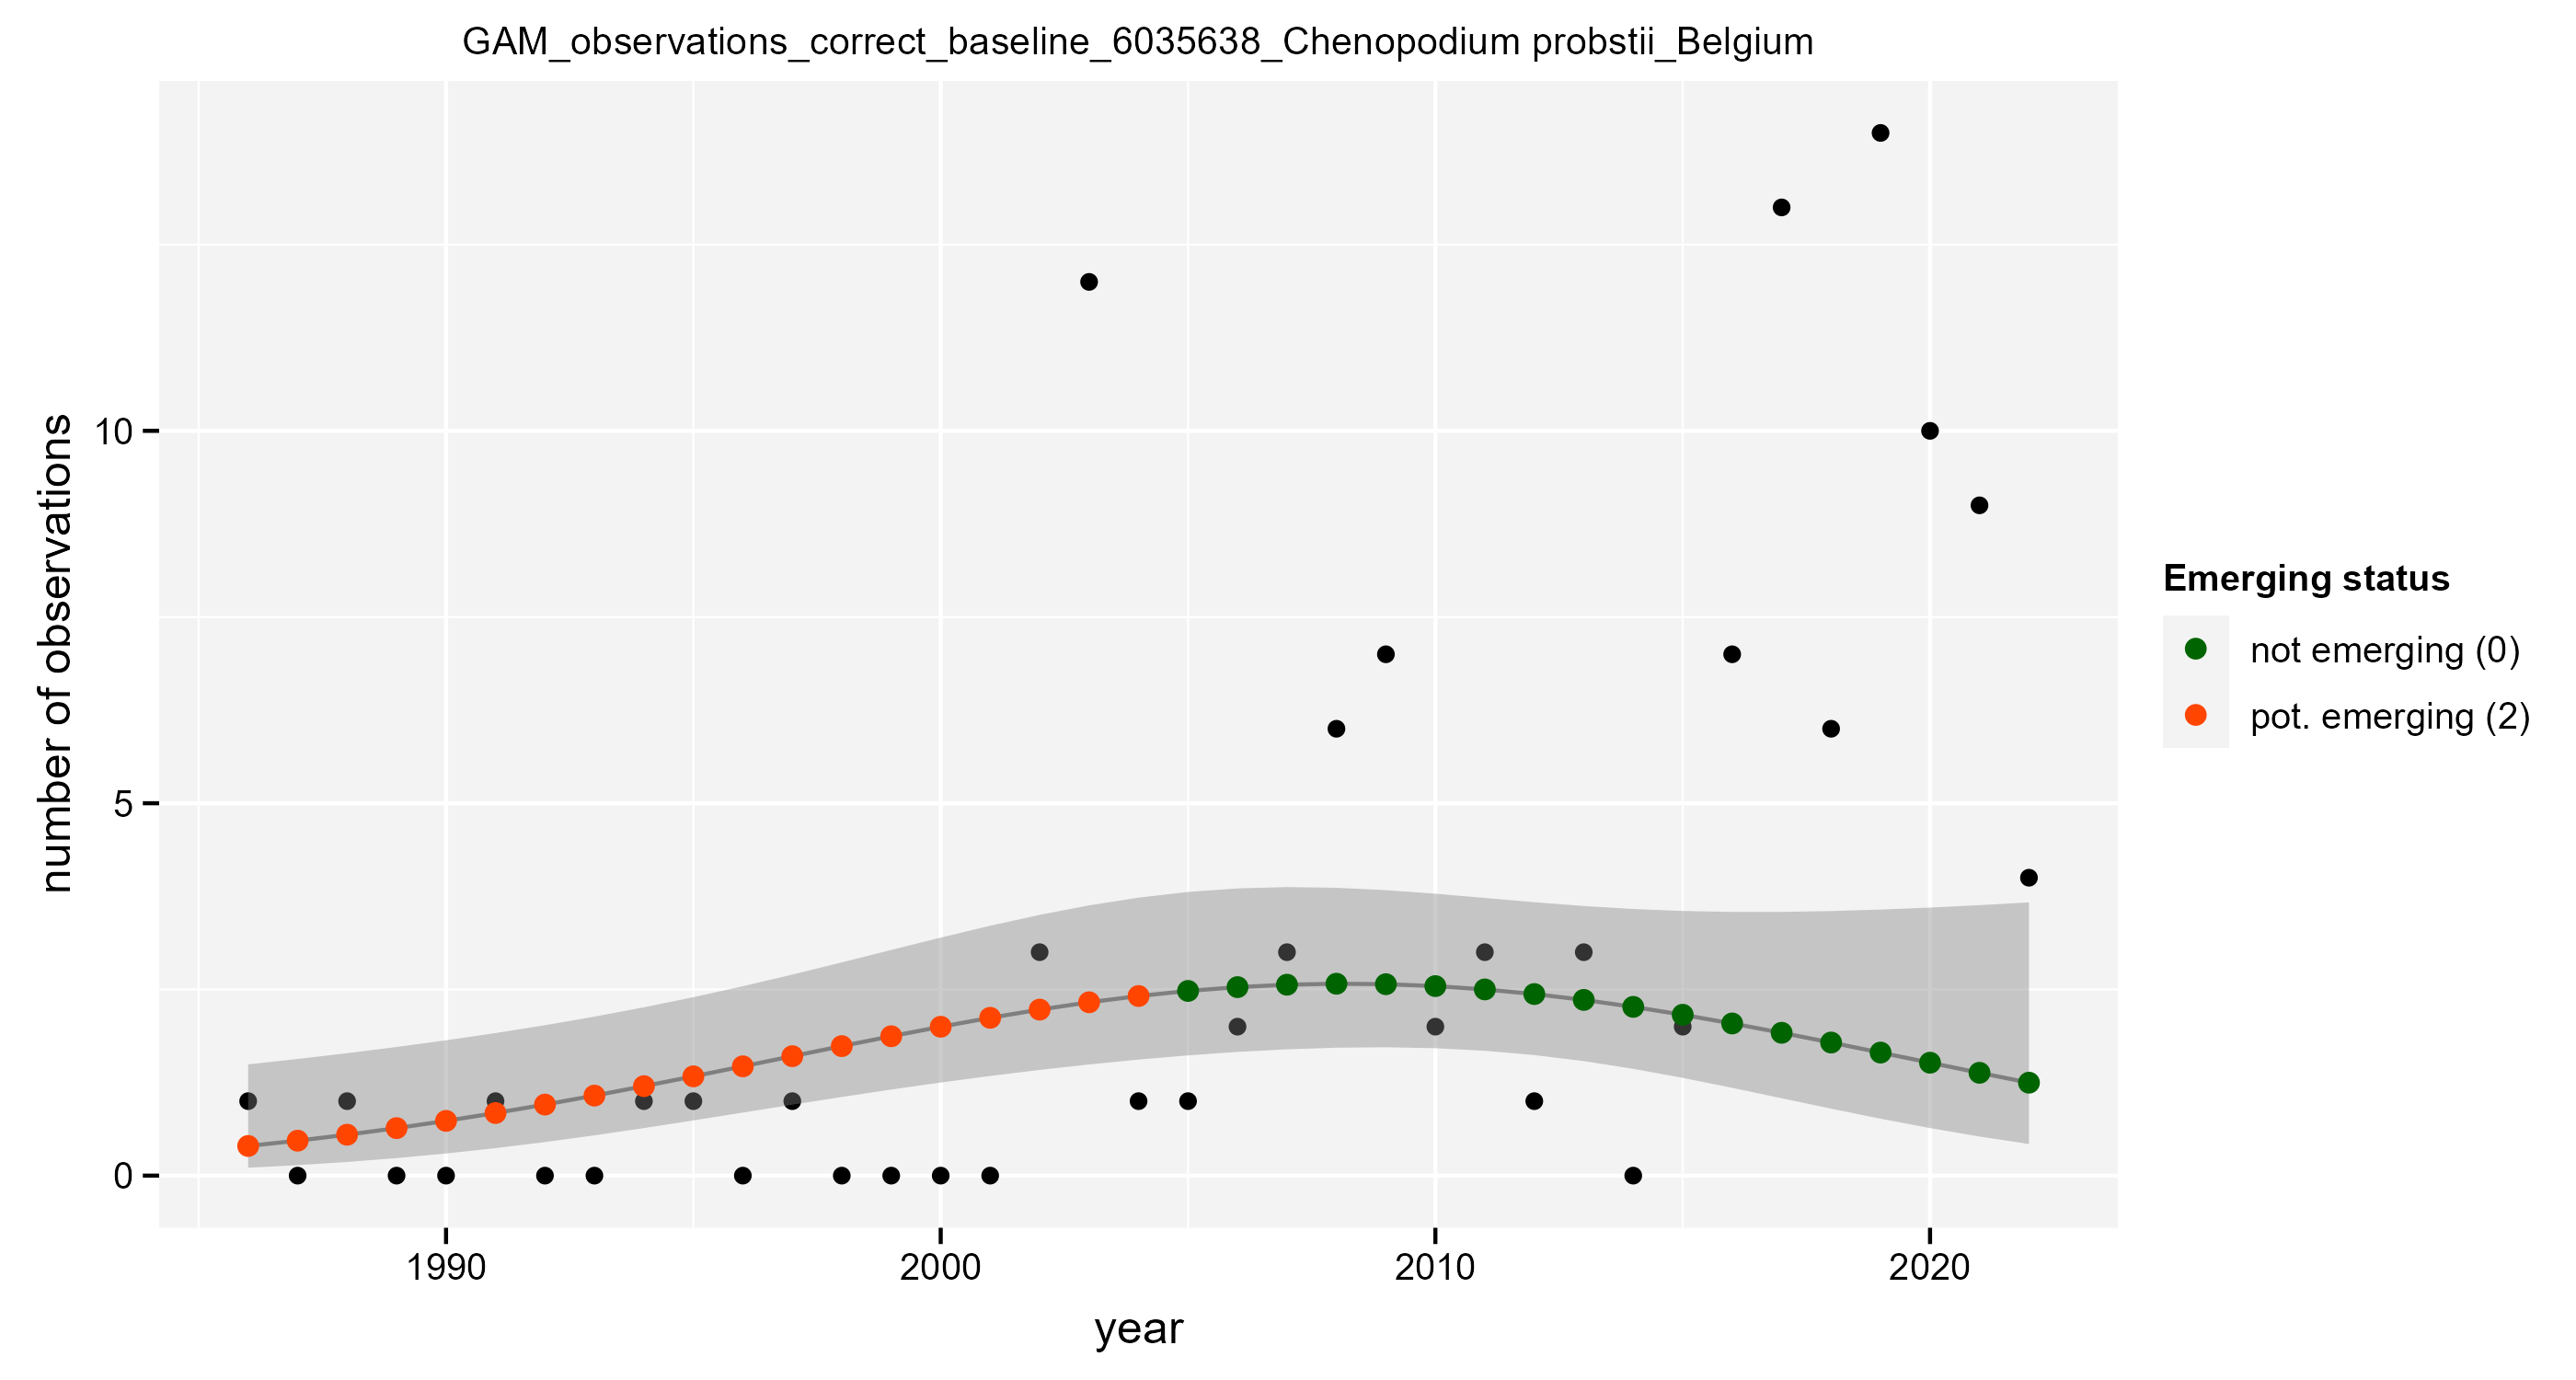 GAM_observations_correct_baseline_6035638_Chenopodium probstii_Belgium
number of observations
10
5
0
1990 2000 2010 2020
year
Emerging status
not emerging (0)
pot. emerging (2)